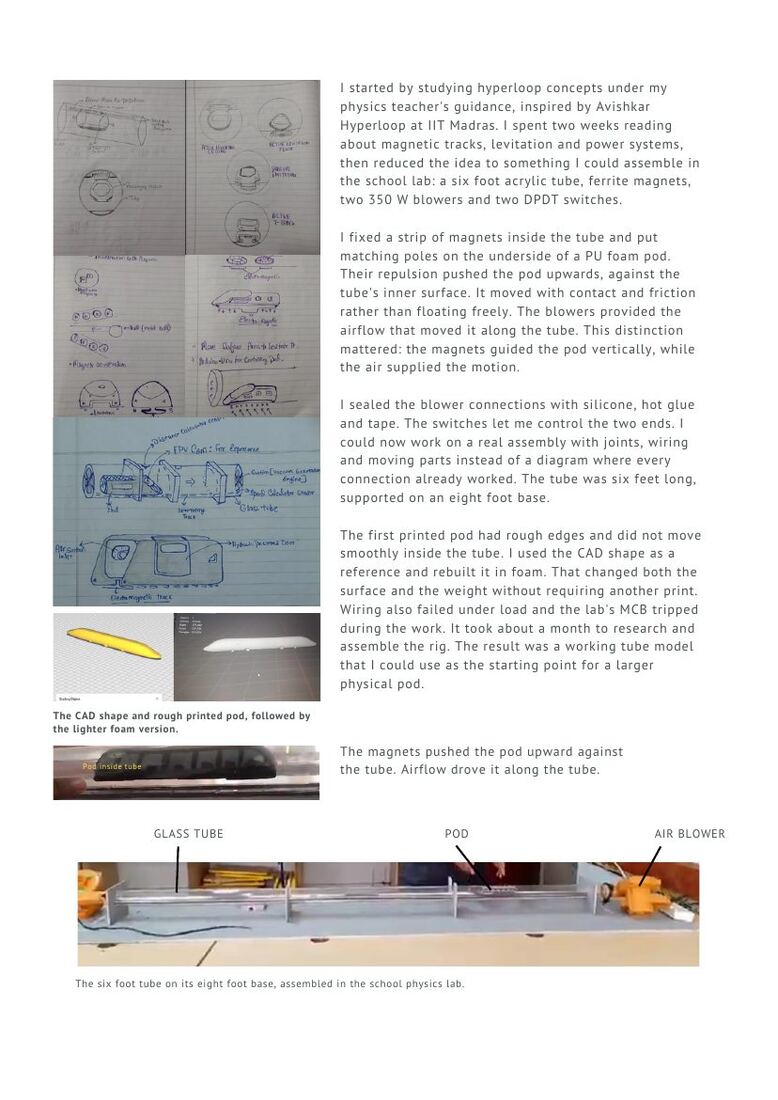 I started by studying hyperloop concepts under my
physics teacher's guidance, inspired by Avishkar
Hyperloop at IIT Madras. I spent two weeks reading
about magnetic tracks, levitation and power systems,
then reduced the idea to something I could assemble in
the school lab: a six foot acrylic tube, ferrite magnets,
two 350 W blowers and two DPDT switches.
I fixed a strip of magnets inside the tube and put
matching poles on the underside of a PU foam pod.
Their repulsion pushed the pod upwards, against the
tube's inner surface. It moved with contact and friction
rather than floating freely. The blowers provided the
airflow that moved it along the tube. This distinction
mattered: the magnets guided the pod vertically, while
the air supplied the motion.
I sealed the blower connections with silicone, hot glue
and tape. The switches let me control the two ends. I
could now work on a real assembly with joints, wiring
and moving parts instead of a diagram where every
connection already worked. The tube was six feet long,
supported on an eight foot base.
The first printed pod had rough edges and did not move
smoothly inside the tube. I used the CAD shape as a
reference and rebuilt it in foam. That changed both the
surface and the weight without requiring another print.
Wiring also failed under load and the lab's MCB tripped
during the work. It took about a month to research and
assemble the rig. The result was a working tube model
that I could use as the starting point for a larger
physical pod.
Tube
For Reference
Pod
Track
Glass tube
Electromagnetic Track
The CAD shape and rough printed pod, followed by
the lighter foam version.
Pod inside tube
The magnets pushed the pod upward against
the tube. Airflow drove it along the tube.
GLASS TUBE
POD
AIR BLOWER
The six foot tube on its eight foot base, assembled in the school physics lab.